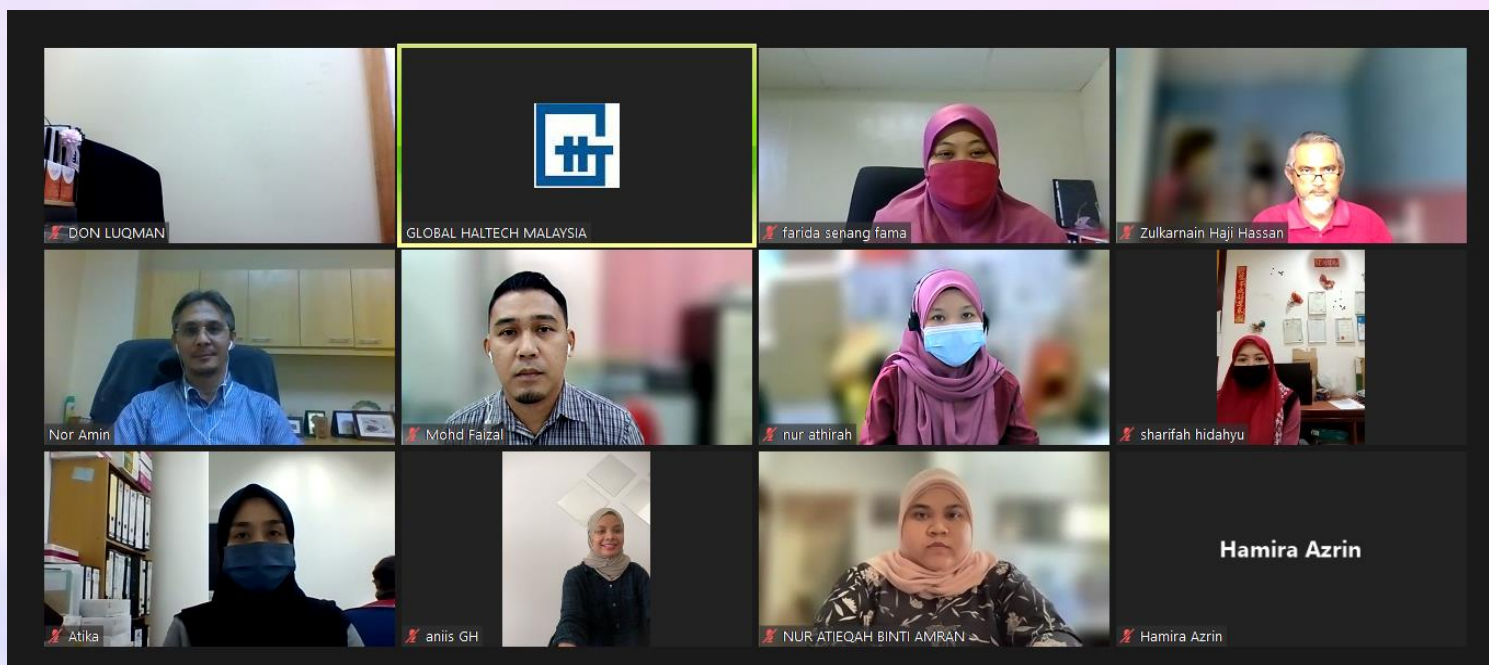 DON LUQMAN
GLOBAL HALTECH MALAYSIA
farida senang fama
Zulkarnain Haji Hassan
Nor Amin
Mohd Faizal
nur athirah
sharifah hidahyu
Atika
aniis GH
NUR ATIEQAH BINTI AMRAN
Hamira Azrin
Hamira Azrin